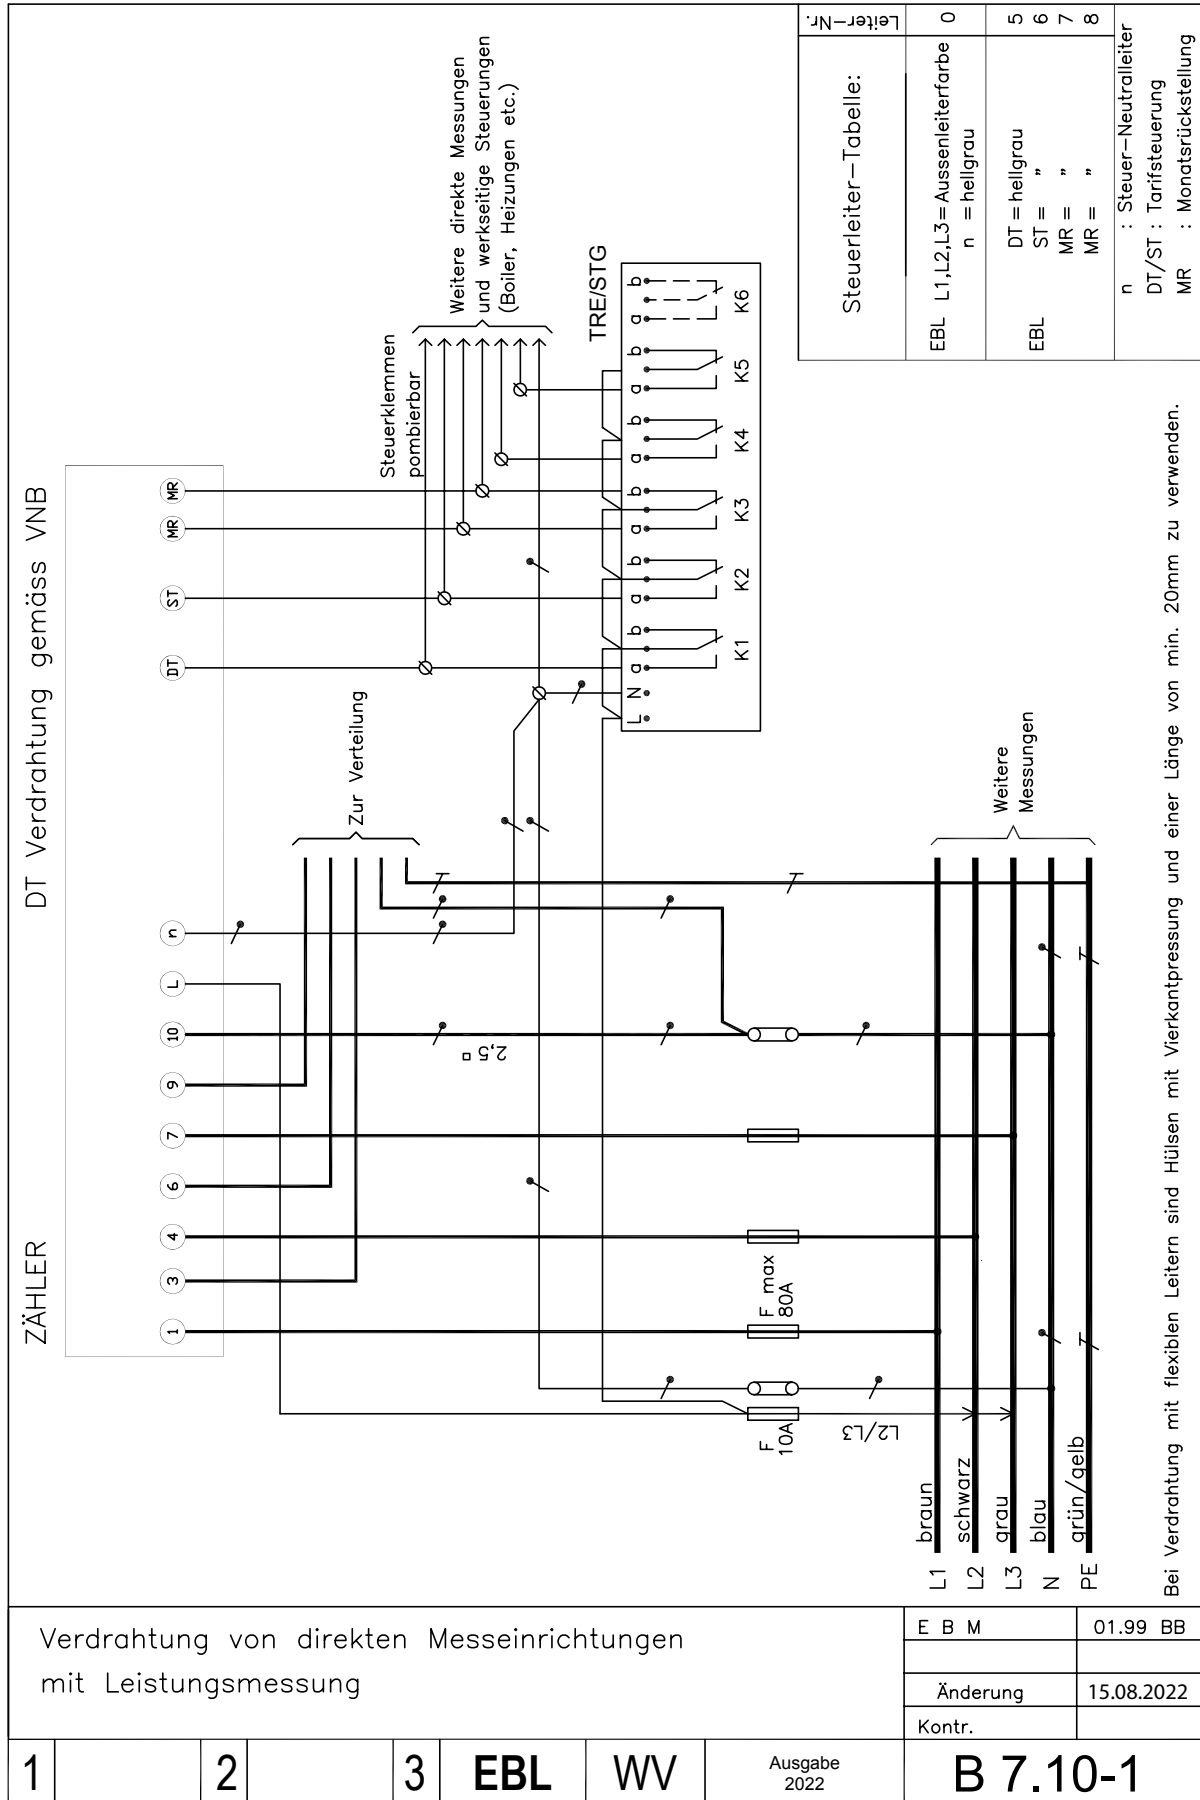 DT Verdrahtung gemäss VNB
ZÄHLER
1
3
4
6
7
9
10
L
n
DT
ST
MR
MR
Zur Verteilung
Steuerklemmen
pombierbar
Weitere direkte Messungen
und werkseitige Steuerungen
(Boiler, Heizungen etc.)
TRE/STG
L
N
a
b
a
b
a
b
a
b
a
b
a
b
K1
K2
K3
K4
K5
K6
2,5 □
F
10A
F max
80A
L2/L3
Weitere
Messungen
L1 braun
L2 schwarz
L3 grau
N blau
PE grün/gelb
Steuerleiter-Tabelle:
Leiter-Nr.
EBL L1,L2,L3 = Aussenleiterfarbe 0
n = hellgrau
EBL DT = hellgrau 5
ST = " 6
MR = " 7
MR = " 8
n : Steuer-Neutralleiter
DT/ST : Tarifsteuerung
MR : Monatsrückstellung
Bei Verdrahtung mit flexiblen Leitern sind Hülsen mit Vierkantpressung und einer Länge von min. 20mm zu verwenden.
Verdrahtung von direkten Messeinrichtungen
mit Leistungsmessung
E B M 01.99 BB
Änderung 15.08.2022
Kontr.
1 2 3 EBL WV
Ausgabe
2022
B 7.10-1